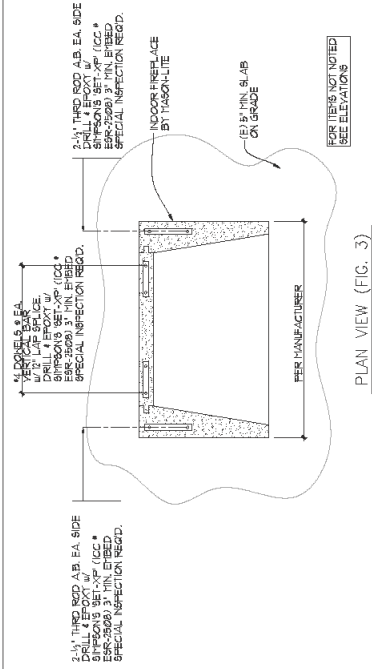 2-½" THRD ROD A.B. EA. SIDE
DRILL & EPOXY W/
SIMPSON'S 'SET-XP' (ICC #
ESR-2508) 3" MIN. EMBED
SPECIAL INSPECTION REQ'D.
#4 DOWELS @ EA.
VERTICAL BAR
W/ 12" LAP SPLICE.
DRILL & EPOXY W/
SIMPSON'S 'SET-XP' (ICC #
ESR-2508) 3" MIN. EMBED
SPECIAL INSPECTION REQ'D.
2-½" THRD ROD A.B. EA. SIDE
DRILL & EPOXY W/
SIMPSON'S 'SET-XP' (ICC #
ESR-2508) 3" MIN. EMBED
SPECIAL INSPECTION REQ'D.
INDOOR FIREPLACE
BY MASON-LITE
(E) 5" MIN. SLAB
ON GRADE
PER MANUFACTURER
FOR ITEMS NOT NOTED
SEE ELEVATIONS
PLAN VIEW (FIG. 3)